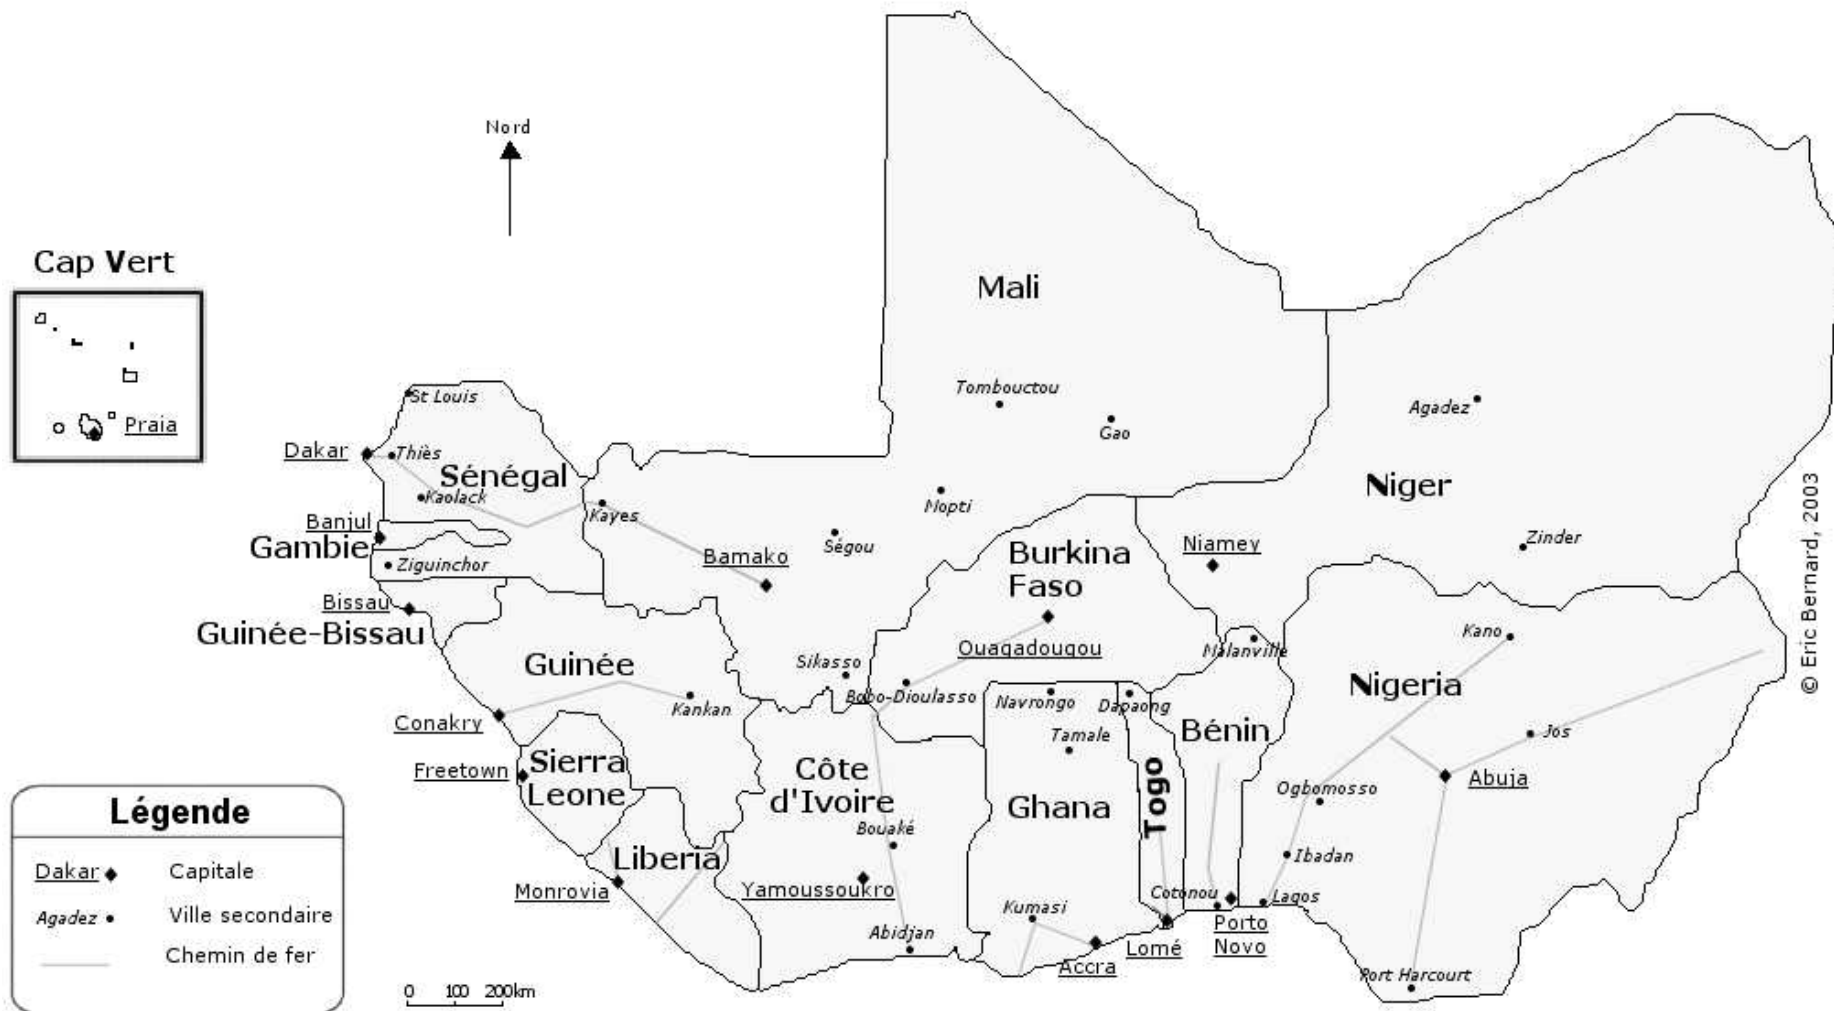 Nord
Cap Vert
Praia
Mali
Tombouctou
Gao
Agadez
Niger
St Louis
Dakar
Thiès
Sénégal
Kaolack
Kayes
Mopti
Banjul
Gambie
Ségou
Bamako
Burkina
Faso
Niamey
Zinder
Ziguinchor
Bissau
Guinée-Bissau
Guinée
Ouagadougou
Malanville
Kano
Sikasso
Bobo-Dioulasso
Navrongo
Dapaong
Nigeria
Kankan
Conakry
Tamale
Bénin
Jos
Freetown
Sierra
Leone
Côte
d'Ivoire
Ghana
Togo
Ogbomosso
Abuja
Bouaké
Liberia
Ibadan
Monrovia
Yamoussoukro
Cotonou
Lagos
Kumasi
Abidjan
Accra
Lomé
Porto
Novo
Port Harcourt
Légende
Dakar Capitale
Agadez Ville secondaire
Chemin de fer
0 100 200km
© Eric Bernard, 2003